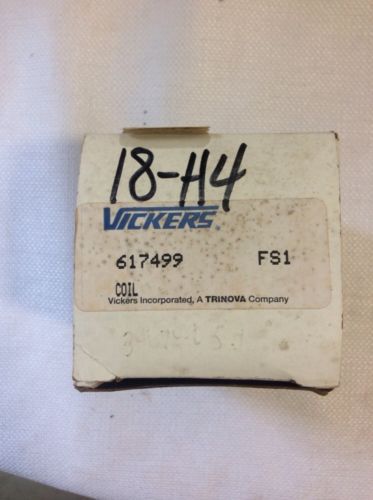 18-H4
VICKERS®
617499 FS1
COIL
Vickers Incorporated, A TRINOVA Company